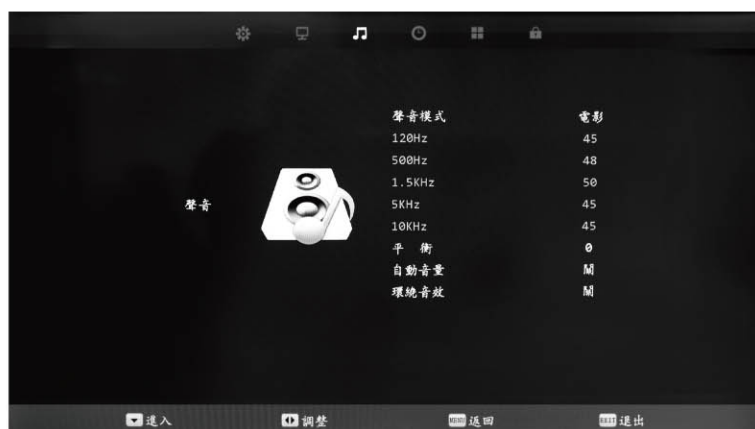 聲音模式 電影
120Hz 45
500Hz 48
1.5KHz 50
聲音
5KHz 45
10KHz 45
平 衡 0
自動音量 關
環繞音效 關
進入 調整 MENU 返回 EXIT 退出